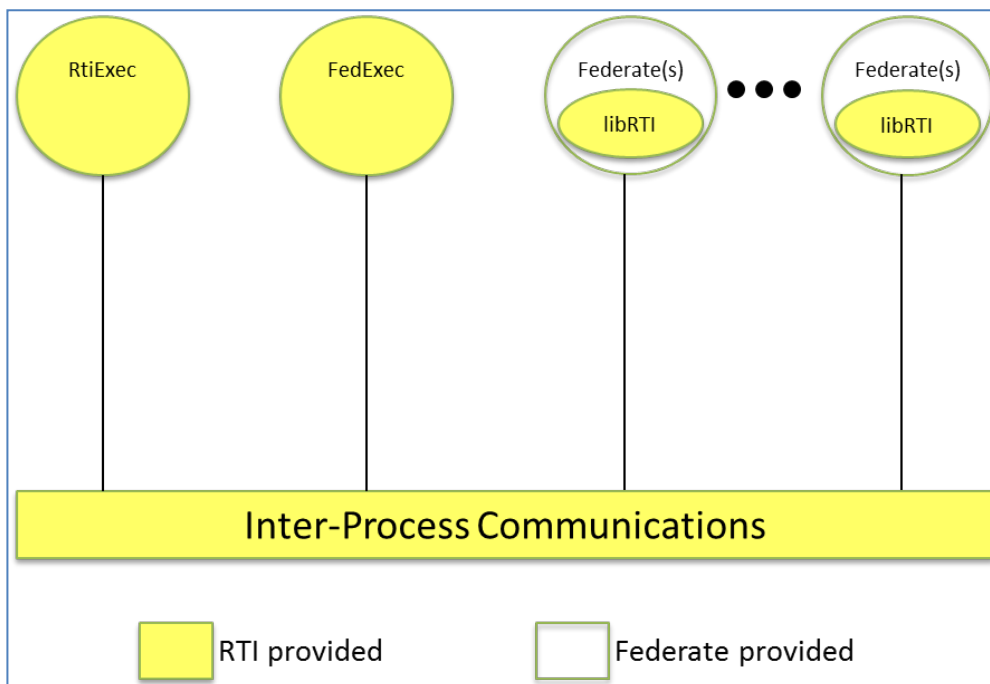 RtiExec
FedExec
Federate(s)
libRTI
Federate(s)
libRTI
Inter-Process Communications
RTI provided
Federate provided